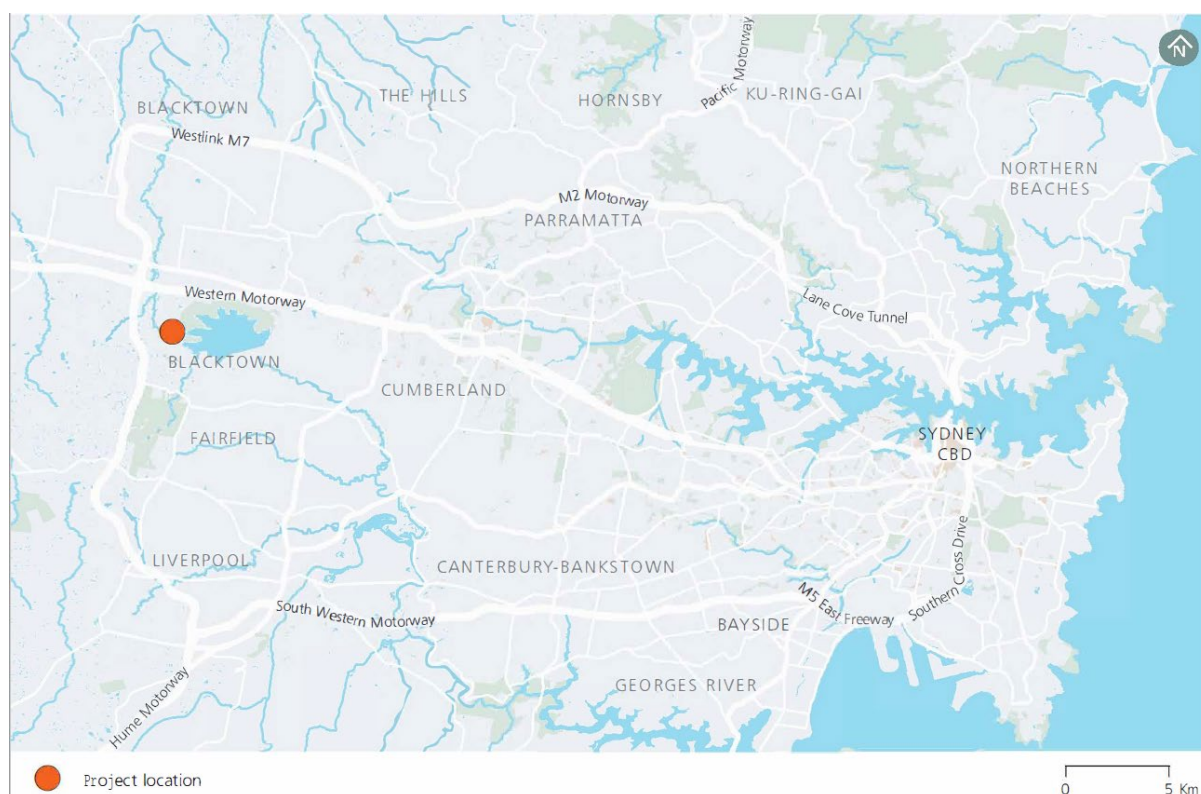 N
BLACKTOWN
THE HILLS
HORNSBY
Pacific Motorway
KU-RING-GAI
Westlink M7
NORTHERN
BEACHES
M2 Motorway
PARRAMATTA
Western Motorway
Lane Cove Tunnel
BLACKTOWN
CUMBERLAND
FAIRFIELD
SYDNEY
CBD
LIVERPOOL
CANTERBURY-BANKSTOWN
Southern Cross Drive
South Western Motorway
M5 East Freeway
BAYSIDE
GEORGES RIVER
Hume Motorway
Project location
0 5 Km